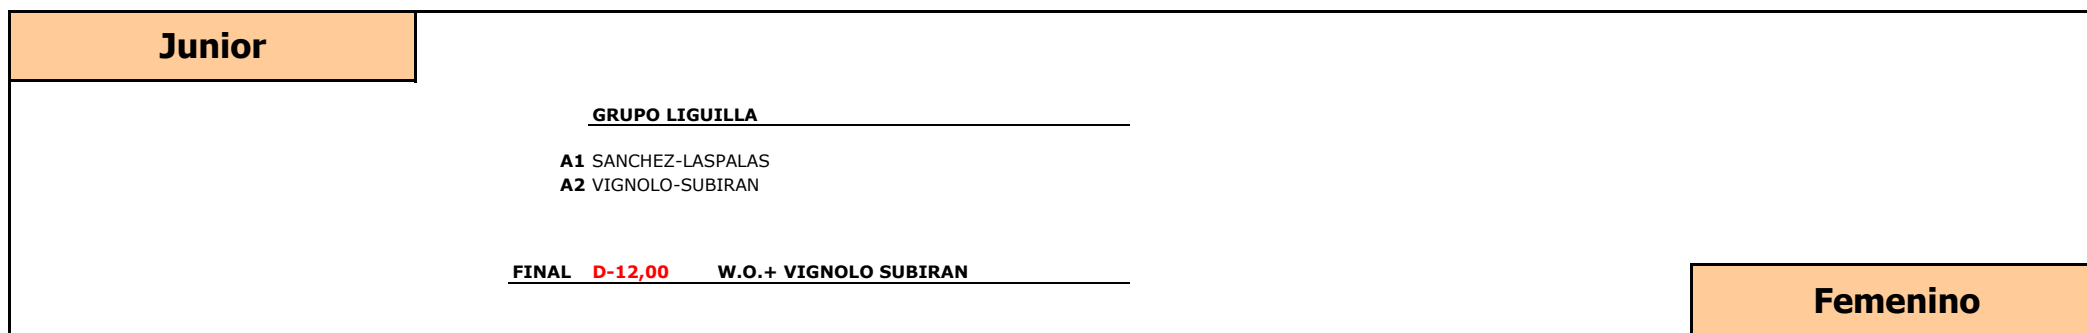 Junior
GRUPO LIGUILLA
A1 SANCHEZ-LASPALAS
A2 VIGNOLO-SUBIRAN
FINAL D-12,00 W.O.+ VIGNOLO SUBIRAN
Femenino